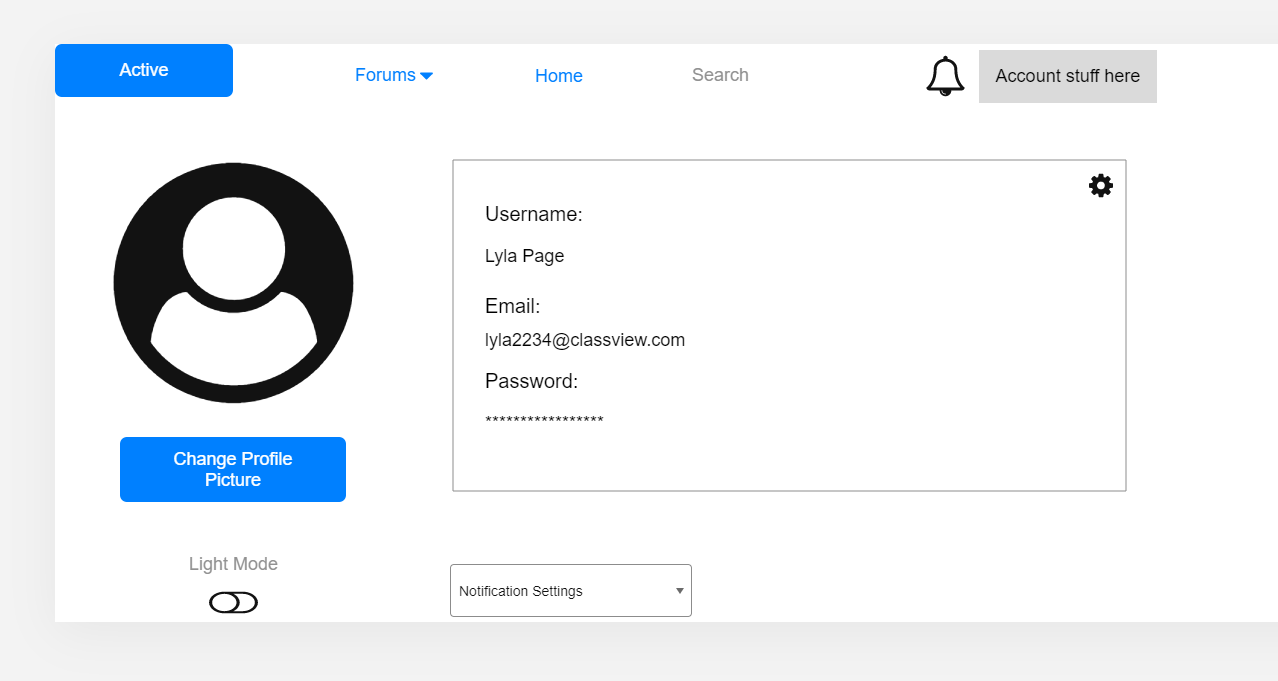 Active
Forums
Home
Search
Account stuff here
Username:
Lyla Page
Email:
lyla2234@classview.com
Password:
*****************
Change Profile
Picture
Light Mode
Notification Settings